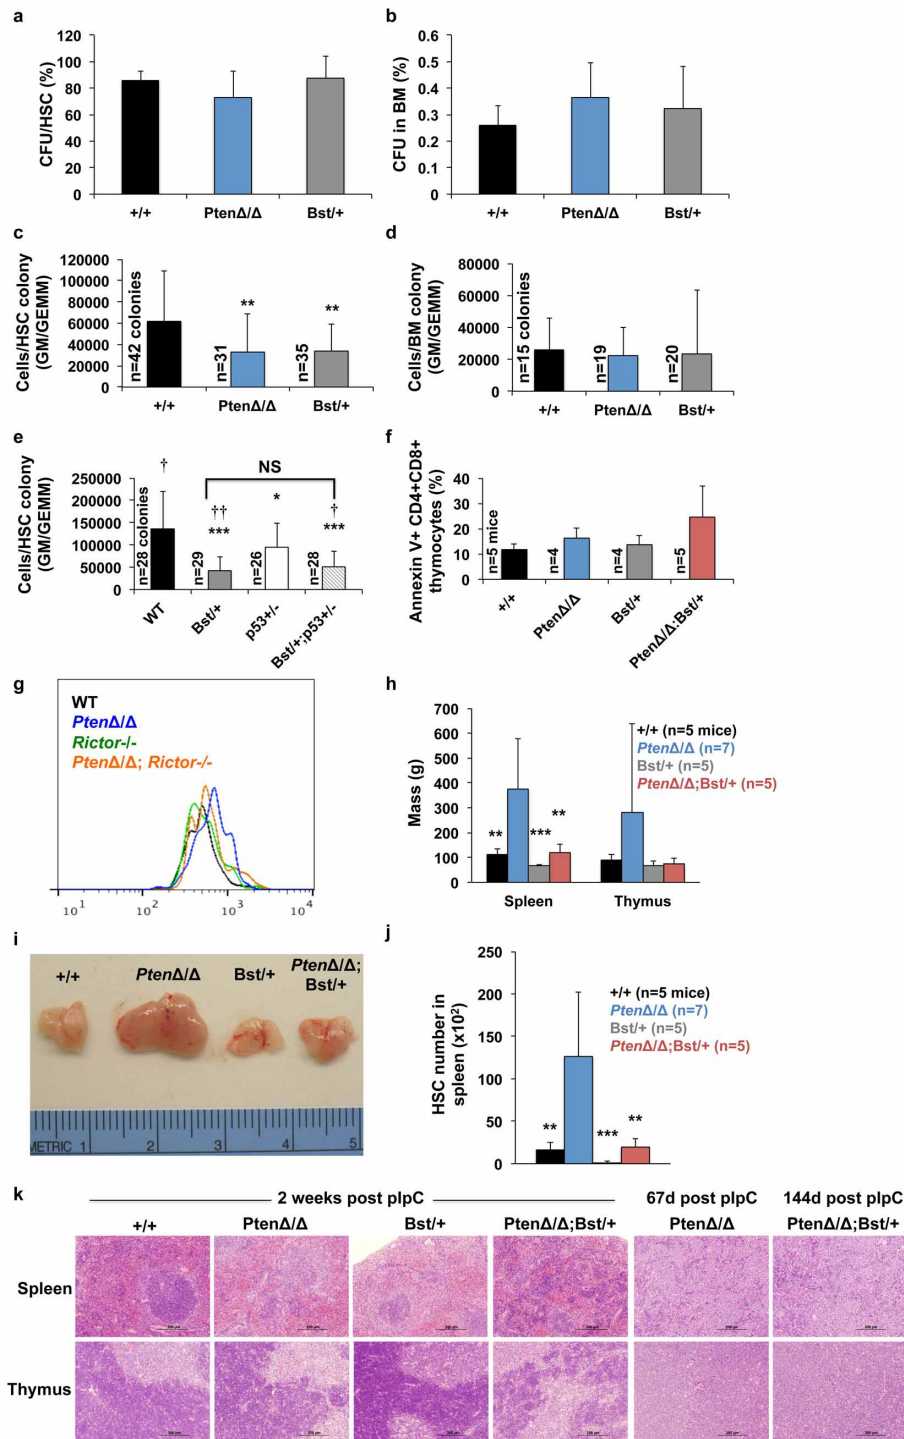 a
CFU/HSC (%)
120
100
80
60
40
20
0
+/+
PtenΔ/Δ
Bst/+
b
CFU in BM (%)
0.6
0.5
0.4
0.3
0.2
0.1
0
+/+
PtenΔ/Δ
Bst/+
c
Cells/HSC colony
(GM/GEMM)
120000
100000
80000
60000
40000
20000
0
n=42 colonies
n=31
n=35
**
**
+/+
PtenΔ/Δ
Bst/+
d
Cells/BM colony
(GM/GEMM)
80000
60000
40000
20000
0
n=15 colonies
n=19
n=20
+/+
PtenΔ/Δ
Bst/+
e
Cells/HSC colony
(GM/GEMM)
250000
200000
150000
100000
50000
0
†
NS
††
***
*
†
***
n=28 colonies
n=29
n=26
n=28
WT
Bst/+
p53+/-
Bst/+;p53+/-
f
Annexin V+ CD4+CD8+
thymocytes (%)
40
30
20
10
0
n=5 mice
n=4
n=4
n=5
+/+
PtenΔ/Δ
Bst/+
PtenΔ/Δ:Bst/+
g
WT
PtenΔ/Δ
Rictor-/-
PtenΔ/Δ; Rictor-/-
10¹
10²
10³
10⁴
h
Mass (g)
700
600
500
400
300
200
100
0
+/+ (n=5 mice)
PtenΔ/Δ (n=7)
Bst/+ (n=5)
PtenΔ/Δ;Bst/+ (n=5)
**
***
**
Spleen
Thymus
i
+/+
PtenΔ/Δ
Bst/+
PtenΔ/Δ;
Bst/+
METRIC 1 2 3 4 5
j
HSC number in
spleen (x10²)
250
200
150
100
50
0
+/+ (n=5 mice)
PtenΔ/Δ (n=7)
Bst/+ (n=5)
PtenΔ/Δ;Bst/+ (n=5)
**
***
**
k
2 weeks post pIpC
67d post pIpC
144d post pIpC
+/+
PtenΔ/Δ
Bst/+
PtenΔ/Δ;Bst/+
PtenΔ/Δ
PtenΔ/Δ;Bst/+
Spleen
Thymus